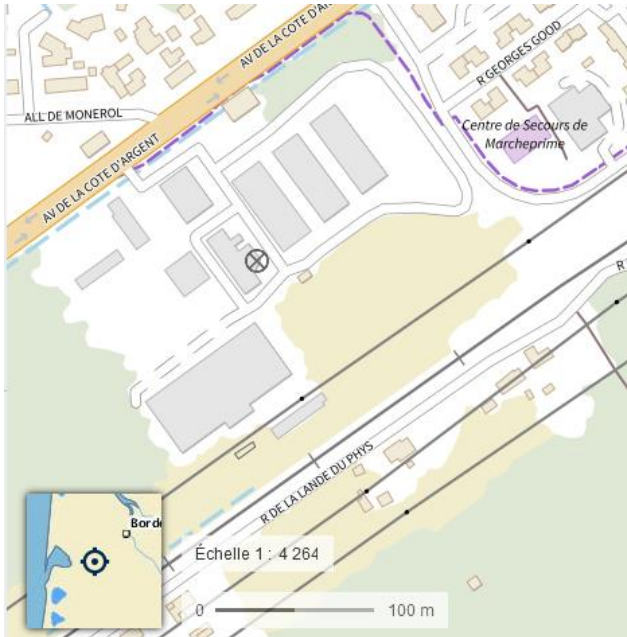 AV DE LA COTE D'AR
R GEORGES GOOD
ALL DE MONEROL
Centre de Secours de
Marcheprime
AV DE LA COTE D'ARGENT
R
R DE LA LANDE DU PHYS
Bord
Échelle 1 : 4 264
0 100 m